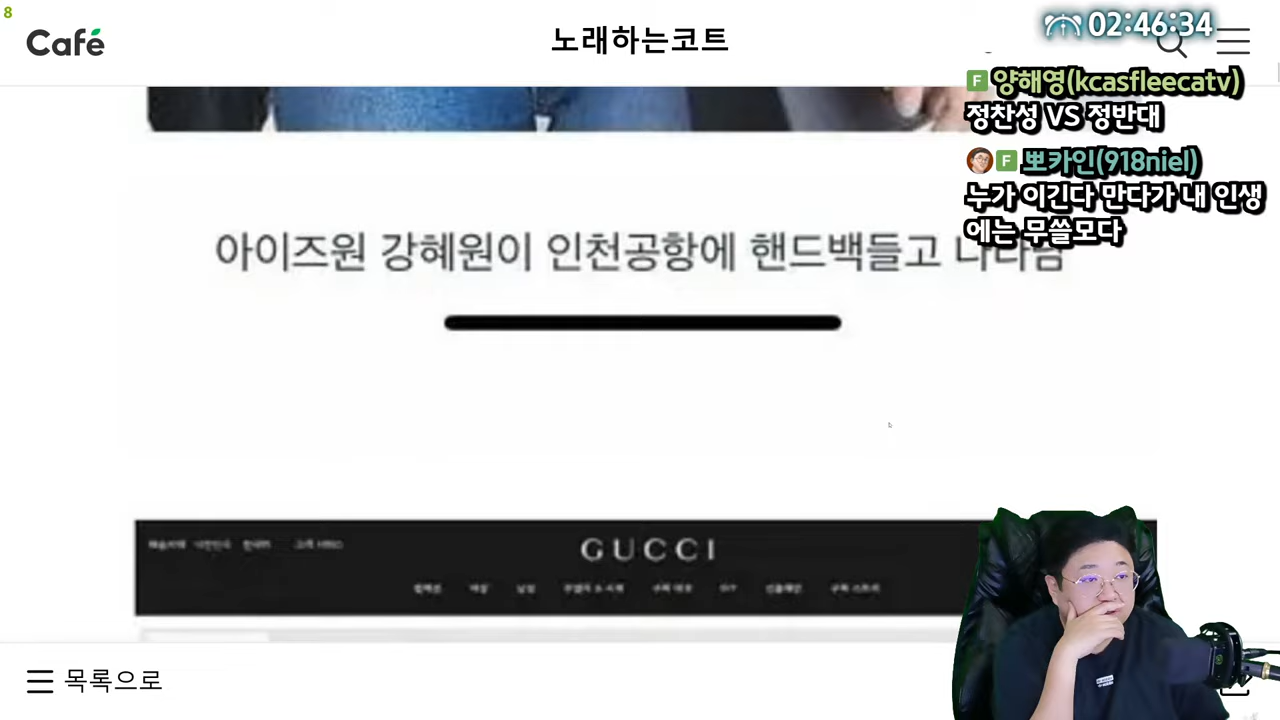 8
Café
노래하는코트
02:46:34
F 양해영(kcasfleecatv)
정찬성 VS 정반대
F 뽀카인(918niel)
누가 이긴다 만다가 내 인생
에는 무쓸모다
아이즈원 강혜원이 인천공항에 핸드백들고 나타남
GUCCI
목록으로